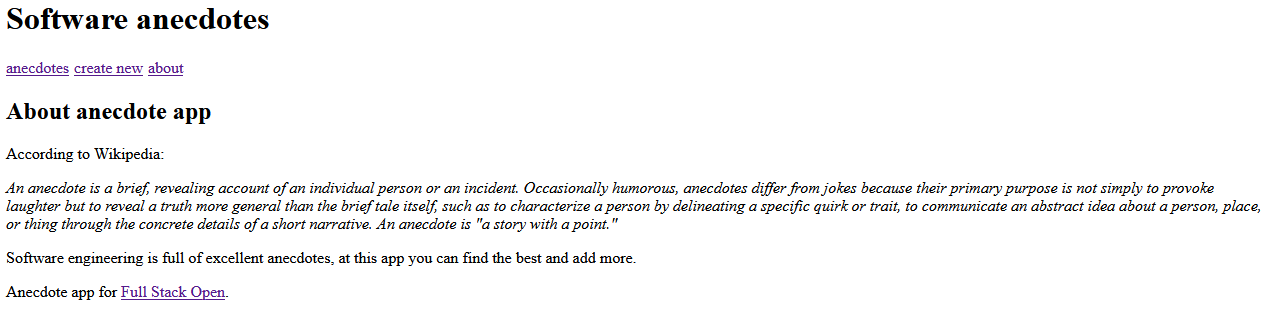 Software anecdotes
anecdotes create new about
About anecdote app
According to Wikipedia:
An anecdote is a brief, revealing account of an individual person or an incident. Occasionally humorous, anecdotes differ from jokes because their primary purpose is not simply to provoke
laughter but to reveal a truth more general than the brief tale itself, such as to characterize a person by delineating a specific quirk or trait, to communicate an abstract idea about a person, place,
or thing through the concrete details of a short narrative. An anecdote is "a story with a point."
Software engineering is full of excellent anecdotes, at this app you can find the best and add more.
Anecdote app for Full Stack Open.